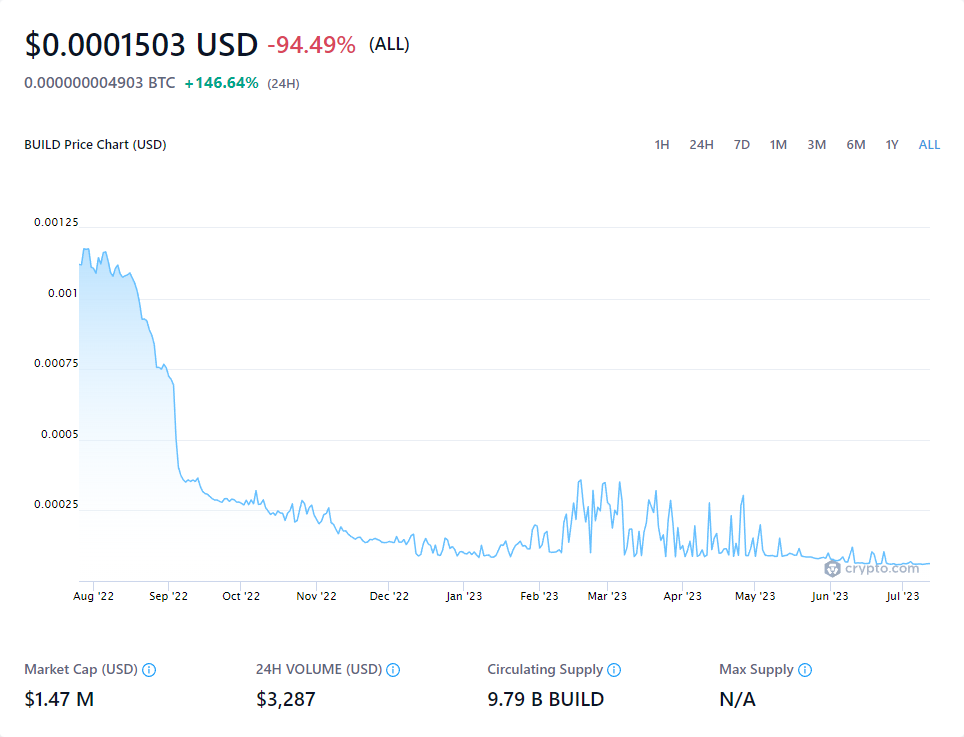 $0.0001503 USD -94.49% (ALL)
0.000000004903 BTC +146.64% (24H)
BUILD Price Chart (USD) 1H 24H 7D 1M 3M 6M 1Y ALL
0.00125
0.001
0.00075
0.0005
0.00025
crypto.com
Aug '22 Sep '22 Oct '22 Nov '22 Dec '22 Jan '23 Feb '23 Mar '23 Apr '23 May '23 Jun '23 Jul '23
Market Cap (USD) 24H VOLUME (USD) Circulating Supply Max Supply
$1.47 M $3,287 9.79 B BUILD N/A